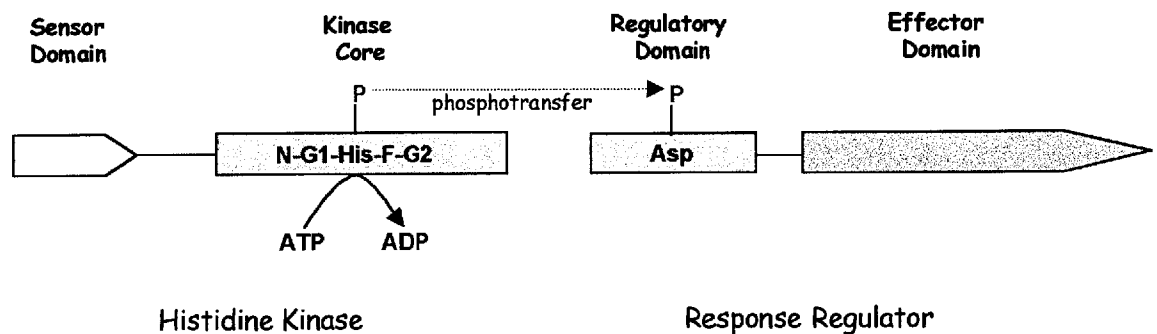 Sensor
Domain
Kinase
Core
Regulatory
Domain
Effector
Domain
P
phosphotransfer
P
N-G1-His-F-G2
Asp
ATP
ADP
Histidine Kinase
Response Regulator